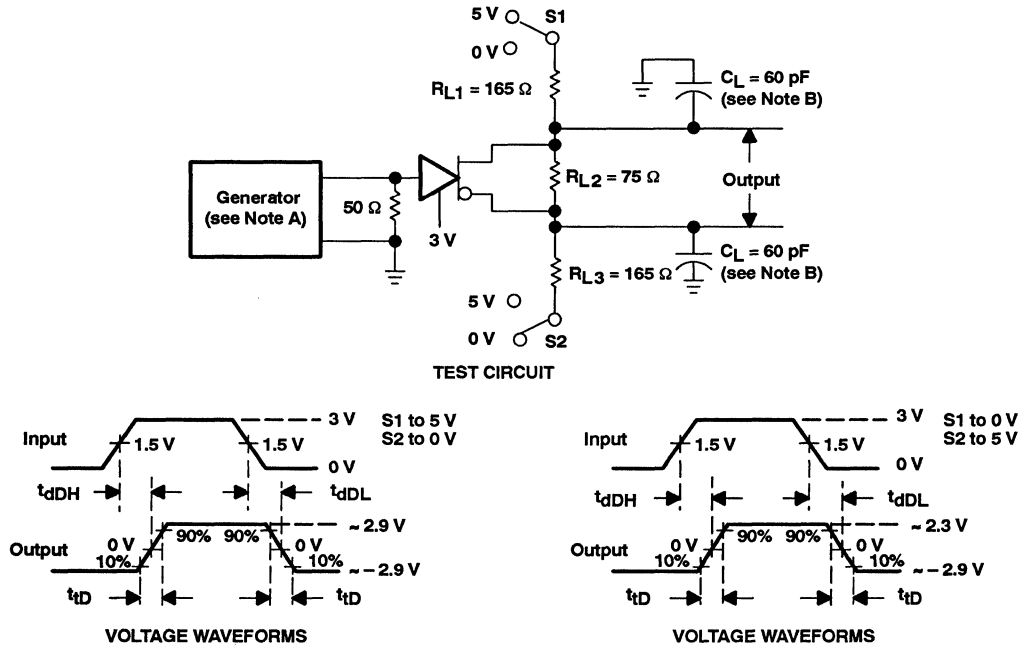 5 V
S1
0 V
RL1 = 165 Ω
CL = 60 pF
(see Note B)
Generator
(see Note A)
50 Ω
3 V
RL2 = 75 Ω
Output
RL3 = 165 Ω
CL = 60 pF
(see Note B)
5 V
0 V
S2
TEST CIRCUIT
Input
3 V
1.5 V
1.5 V
0 V
S1 to 5 V
S2 to 0 V
tdDH
tdDL
Output
≈ 2.9 V
90%
90%
0 V
0 V
10%
10%
≈ – 2.9 V
ttD
ttD
VOLTAGE WAVEFORMS
Input
3 V
1.5 V
1.5 V
0 V
S1 to 0 V
S2 to 5 V
tdDH
tdDL
Output
≈ 2.3 V
90%
90%
0 V
0 V
10%
10%
≈ – 2.9 V
ttD
ttD
VOLTAGE WAVEFORMS